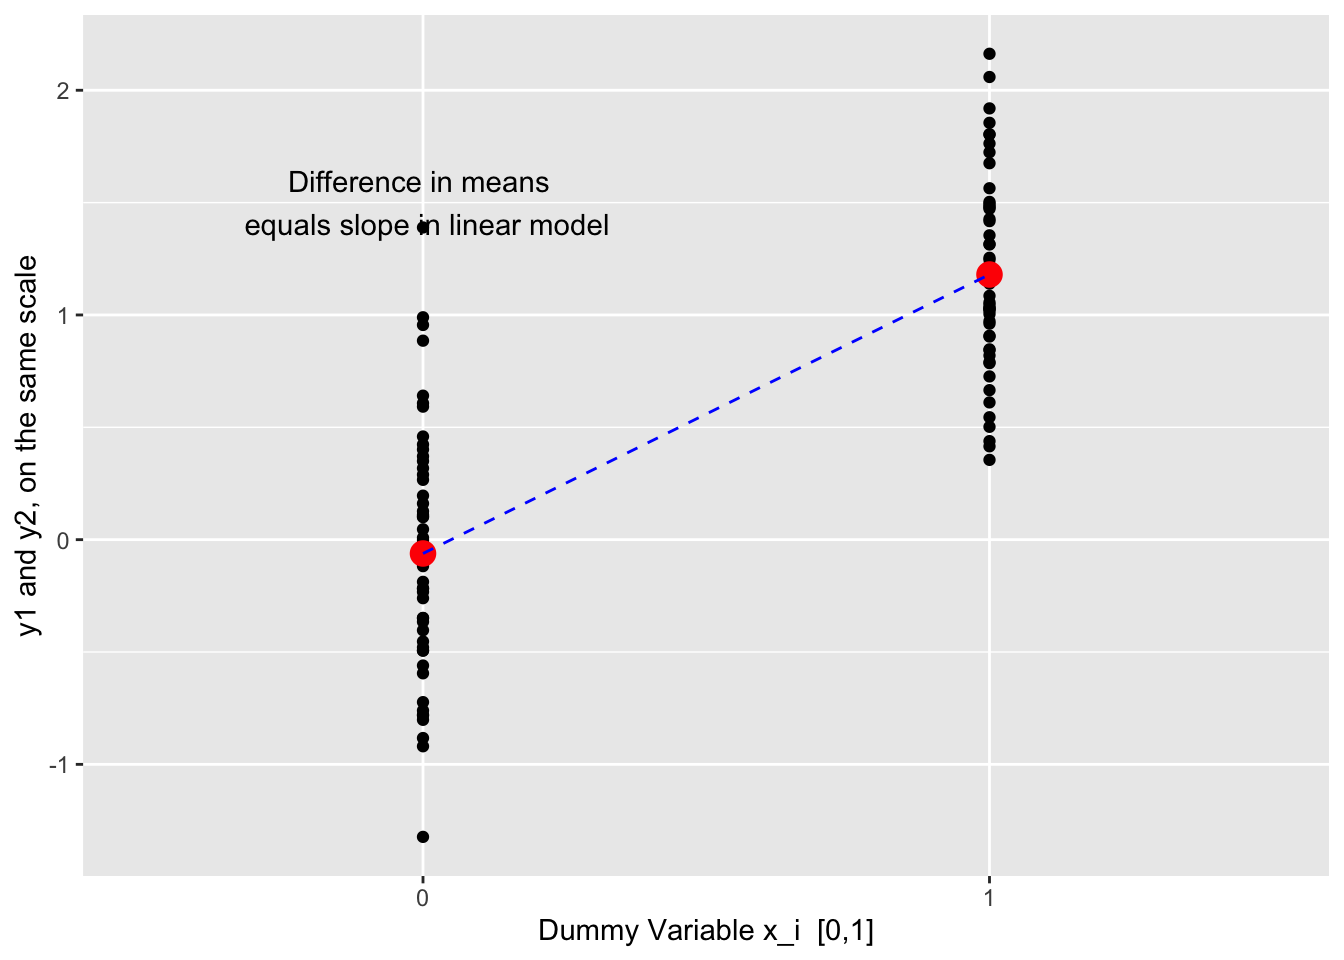 2
Difference in means
equals slope in linear model
1
0
-1
y1 and y2, on the same scale
0 1
Dummy Variable x_i  [0,1]